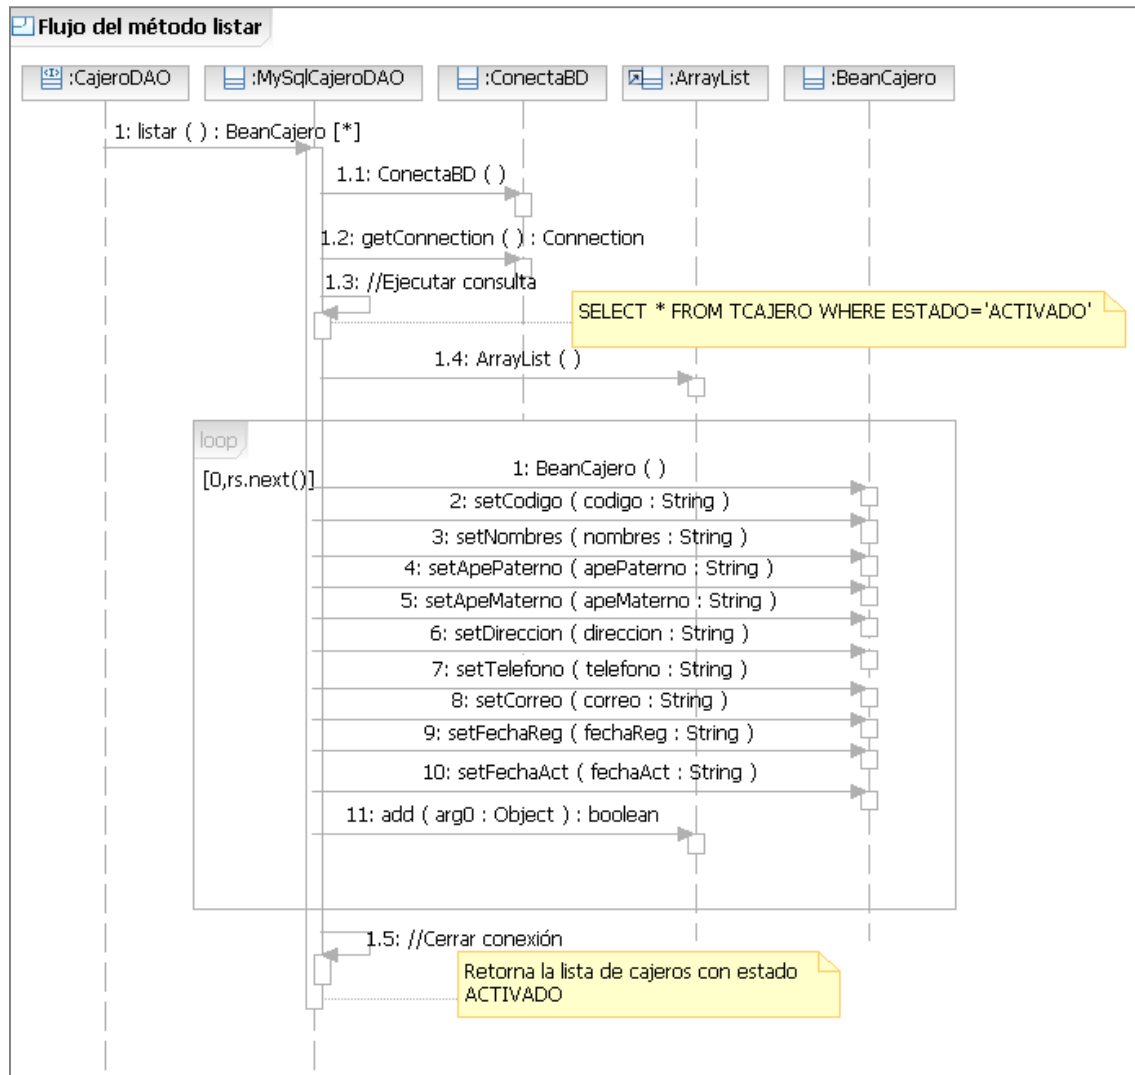 Flujo del método listar
:CajeroDAO
:MySqlCajeroDAO
:ConectaBD
:ArrayList
:BeanCajero
1: listar ( ) : BeanCajero [*]
1.1: ConectaBD ( )
1.2: getConnection ( ) : Connection
1.3: //Ejecutar consulta
SELECT * FROM TCAJERO WHERE ESTADO='ACTIVADO'
1.4: ArrayList ( )
loop
[0,rs.next()]
1: BeanCajero ( )
2: setCodigo ( codigo : String )
3: setNombres ( nombres : String )
4: setApePaterno ( apePaterno : String )
5: setApeMaterno ( apeMaterno : String )
6: setDireccion ( direccion : String )
7: setTelefono ( telefono : String )
8: setCorreo ( correo : String )
9: setFechaReg ( fechaReg : String )
10: setFechaAct ( fechaAct : String )
11: add ( arg0 : Object ) : boolean
1.5: //Cerrar conexión
Retorna la lista de cajeros con estado
ACTIVADO